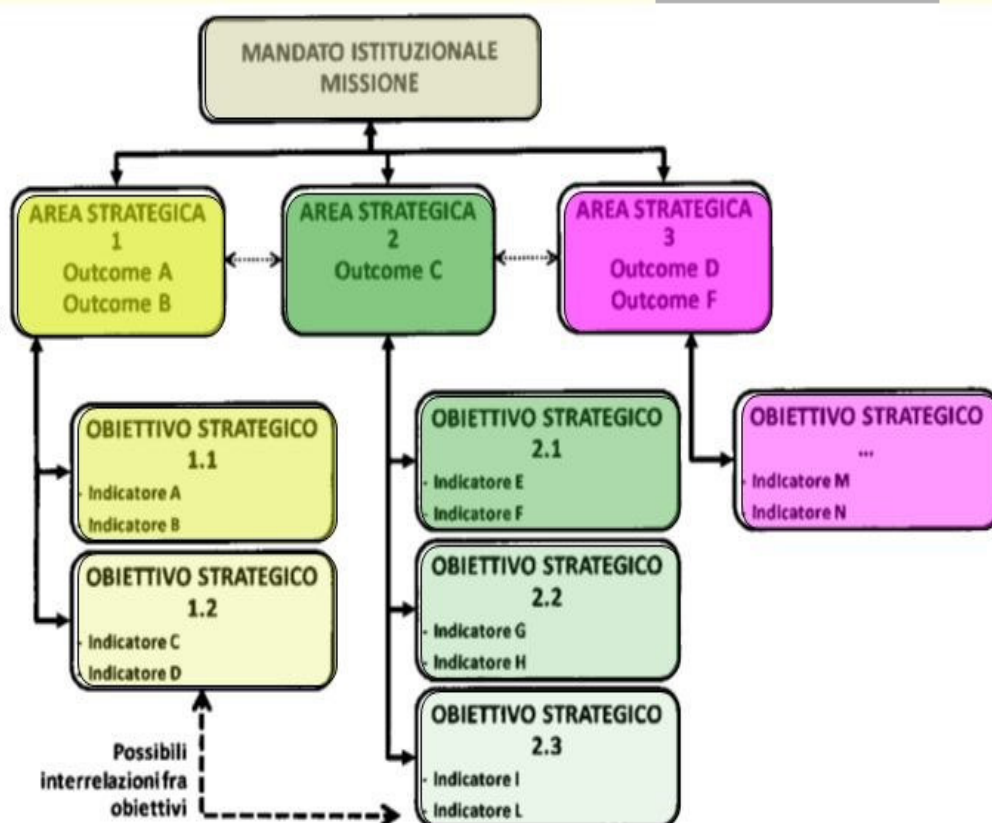 MANDATO ISTITUZIONALE
MISSIONE
AREA STRATEGICA
1
Outcome A
Outcome B
AREA STRATEGICA
2
Outcome C
AREA STRATEGICA
3
Outcome D
Outcome F
OBIETTIVO STRATEGICO
1.1
- Indicatore A
- Indicatore B
OBIETTIVO STRATEGICO
1.2
- Indicatore C
- Indicatore D
OBIETTIVO STRATEGICO
2.1
- Indicatore E
- Indicatore F
OBIETTIVO STRATEGICO
2.2
- Indicatore G
- Indicatore H
OBIETTIVO STRATEGICO
2.3
- Indicatore I
- Indicatore L
OBIETTIVO STRATEGICO
...
- Indicatore M
- Indicatore N
Possibili
interrelazioni fra
obiettivi